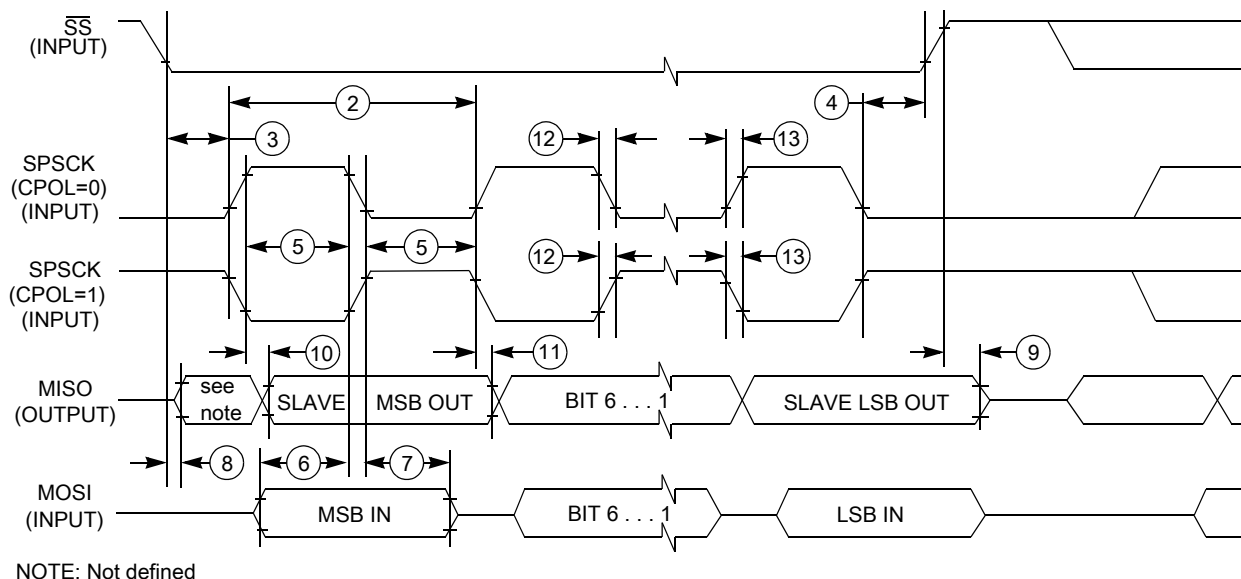 SS
(INPUT)
2
4
3
12
13
SPSCK
(CPOL=0)
(INPUT)
5
5
SPSCK
(CPOL=1)
(INPUT)
12
13
10
11
9
MISO
(OUTPUT)
see
note
SLAVE
MSB OUT
BIT 6 . . . 1
SLAVE LSB OUT
8
6
7
MOSI
(INPUT)
MSB IN
BIT 6 . . . 1
LSB IN
NOTE: Not defined